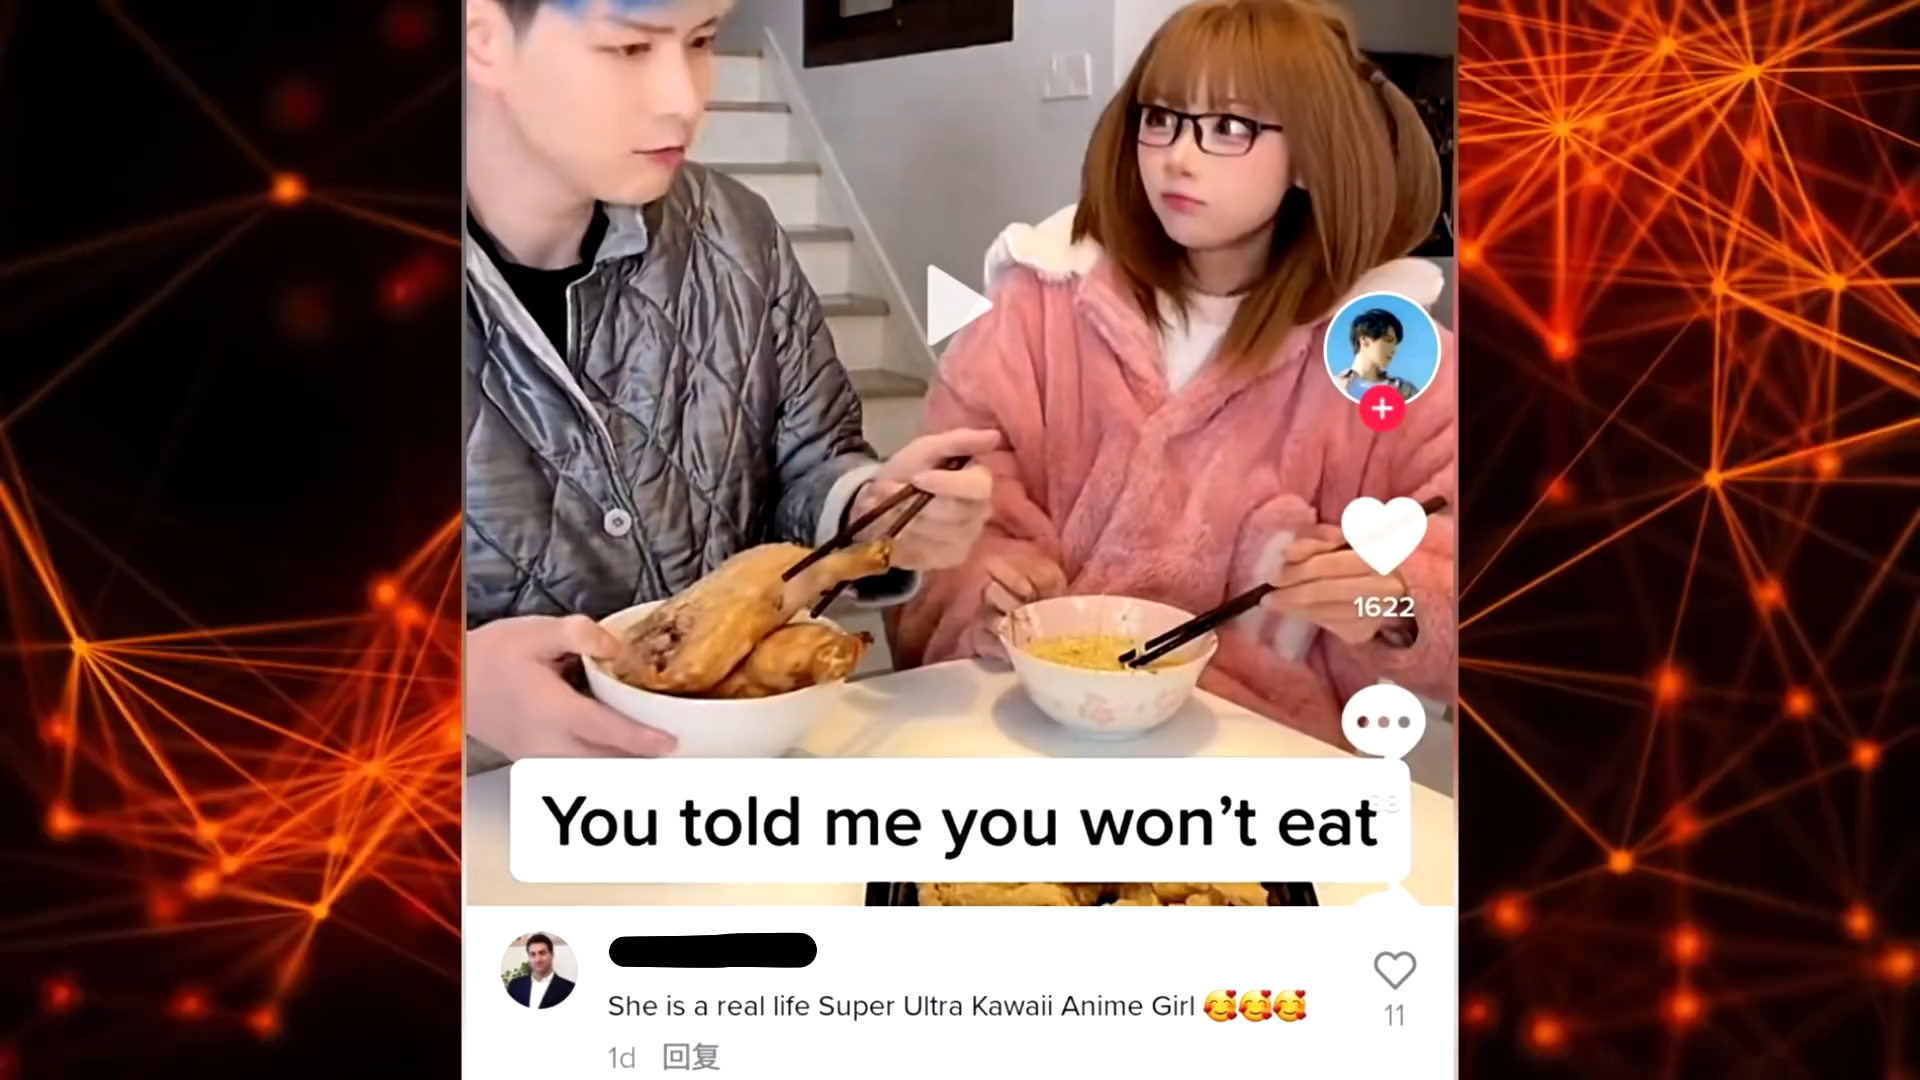 1622
You told me you won’t eat
She is a real life Super Ultra Kawaii Anime Girl 🥰🥰🥰
11
1d 回复